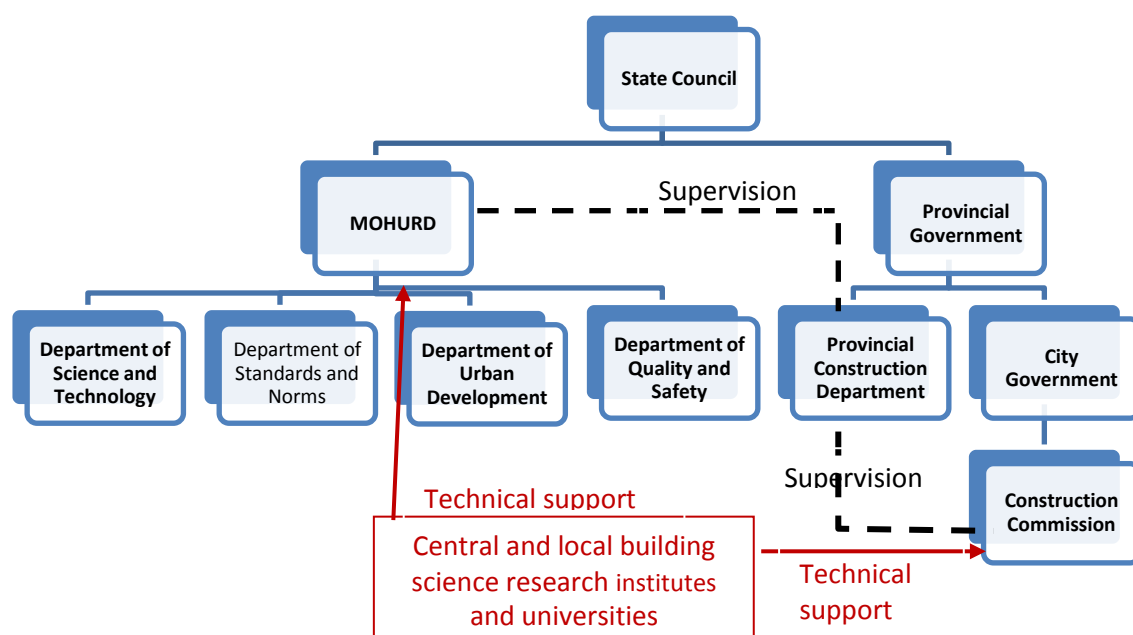 State Council
MOHURD
Supervision
Provincial
Government
Department of
Science and
Technology
Department of
Standards and
Norms
Department of
Urban
Development
Department of
Quality and
Safety
Provincial
Construction
Department
City
Government
Supervision
Construction
Commission
Technical support
Central and local building
science research institutes
and universities
Technical
support